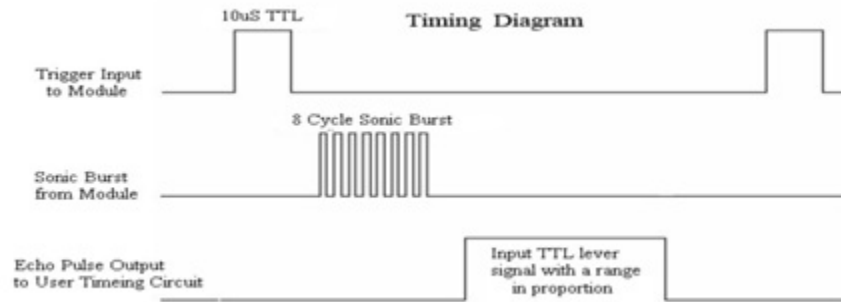 10uS TTL
Timing Diagram
Trigger Input
to Module
8 Cycle Sonic Burst
Sonic Burst
from Module
Echo Pulse Output
to User Timeing Circuit
Input TTL lever
signal with a range
in proportion